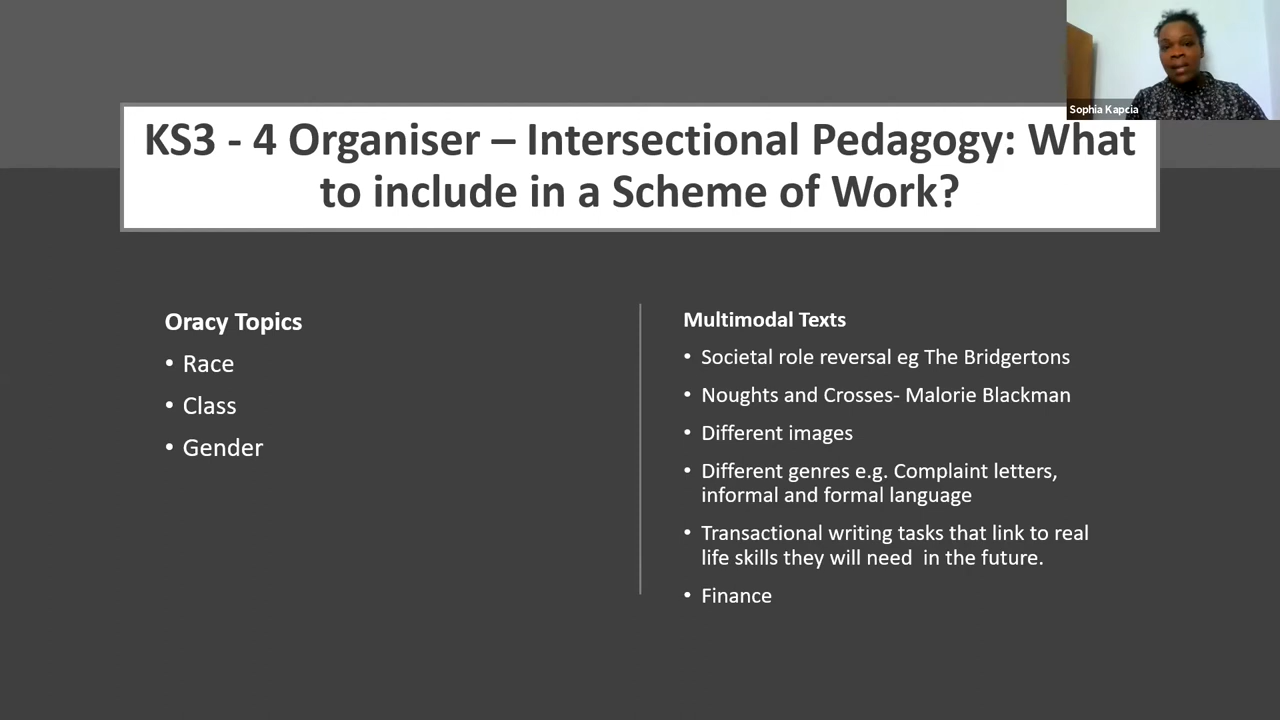 Sophia Kapcia
KS3 - 4 Organiser – Intersectional Pedagogy: What
to include in a Scheme of Work?
Oracy Topics
• Race
• Class
• Gender
Multimodal Texts
• Societal role reversal eg The Bridgertons
• Noughts and Crosses- Malorie Blackman
• Different images
• Different genres e.g. Complaint letters,
informal and formal language
• Transactional writing tasks that link to real
life skills they will need  in the future.
• Finance